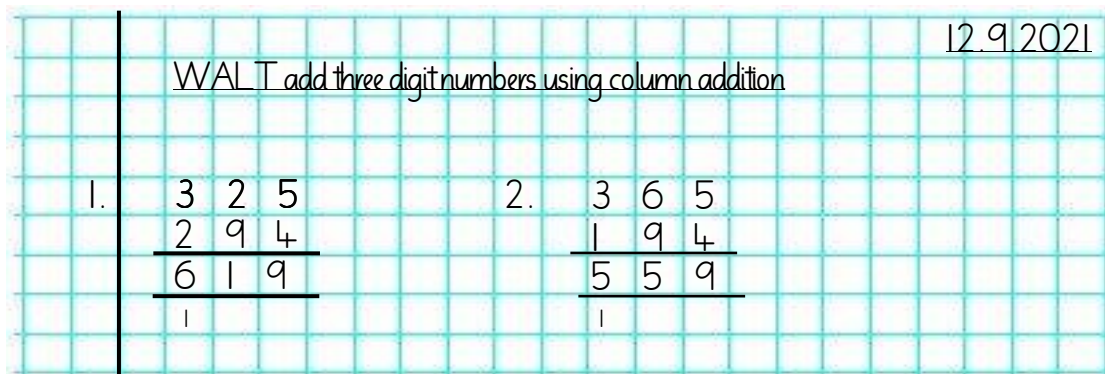 12.9.2021
WALT add three digit numbers using column addition
1. 3 2 5 2. 3 6 5
2 9 4 1 9 4
6 1 9 5 5 9
1 1